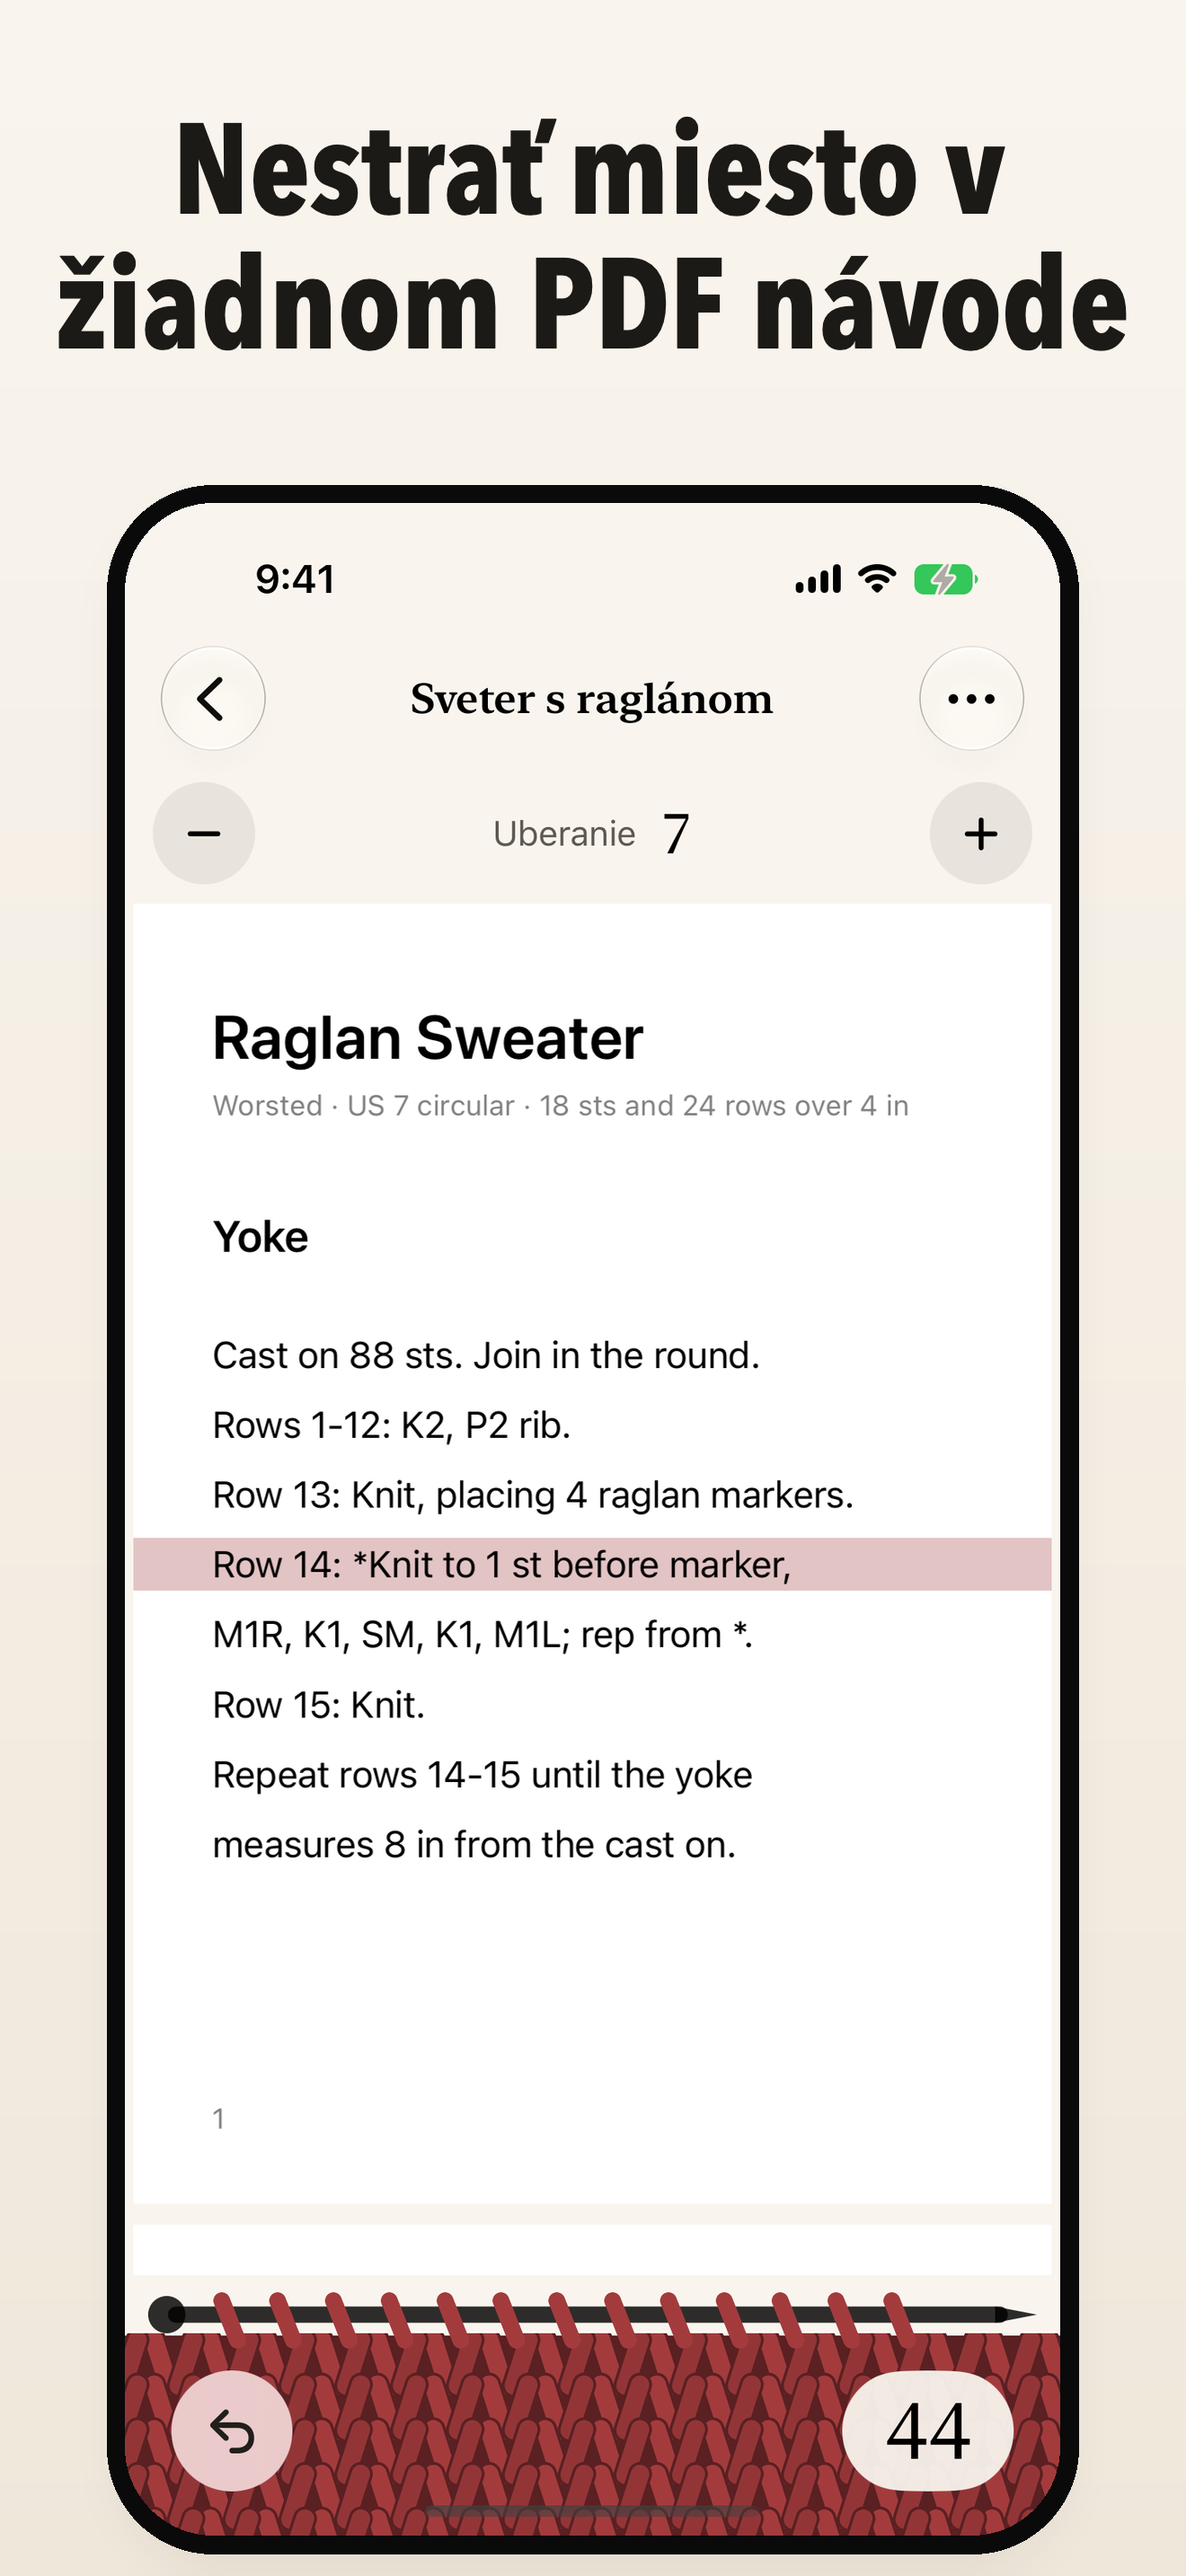 Nestrať miesto v
žiadnom PDF návode
9:41
Sveter s raglánom
Uberanie 7
Raglan Sweater
Worsted · US 7 circular · 18 sts and 24 rows over 4 in
Yoke
Cast on 88 sts. Join in the round.
Rows 1-12: K2, P2 rib.
Row 13: Knit, placing 4 raglan markers.
Row 14: *Knit to 1 st before marker,
M1R, K1, SM, K1, M1L; rep from *.
Row 15: Knit.
Repeat rows 14-15 until the yoke
measures 8 in from the cast on.
1
44